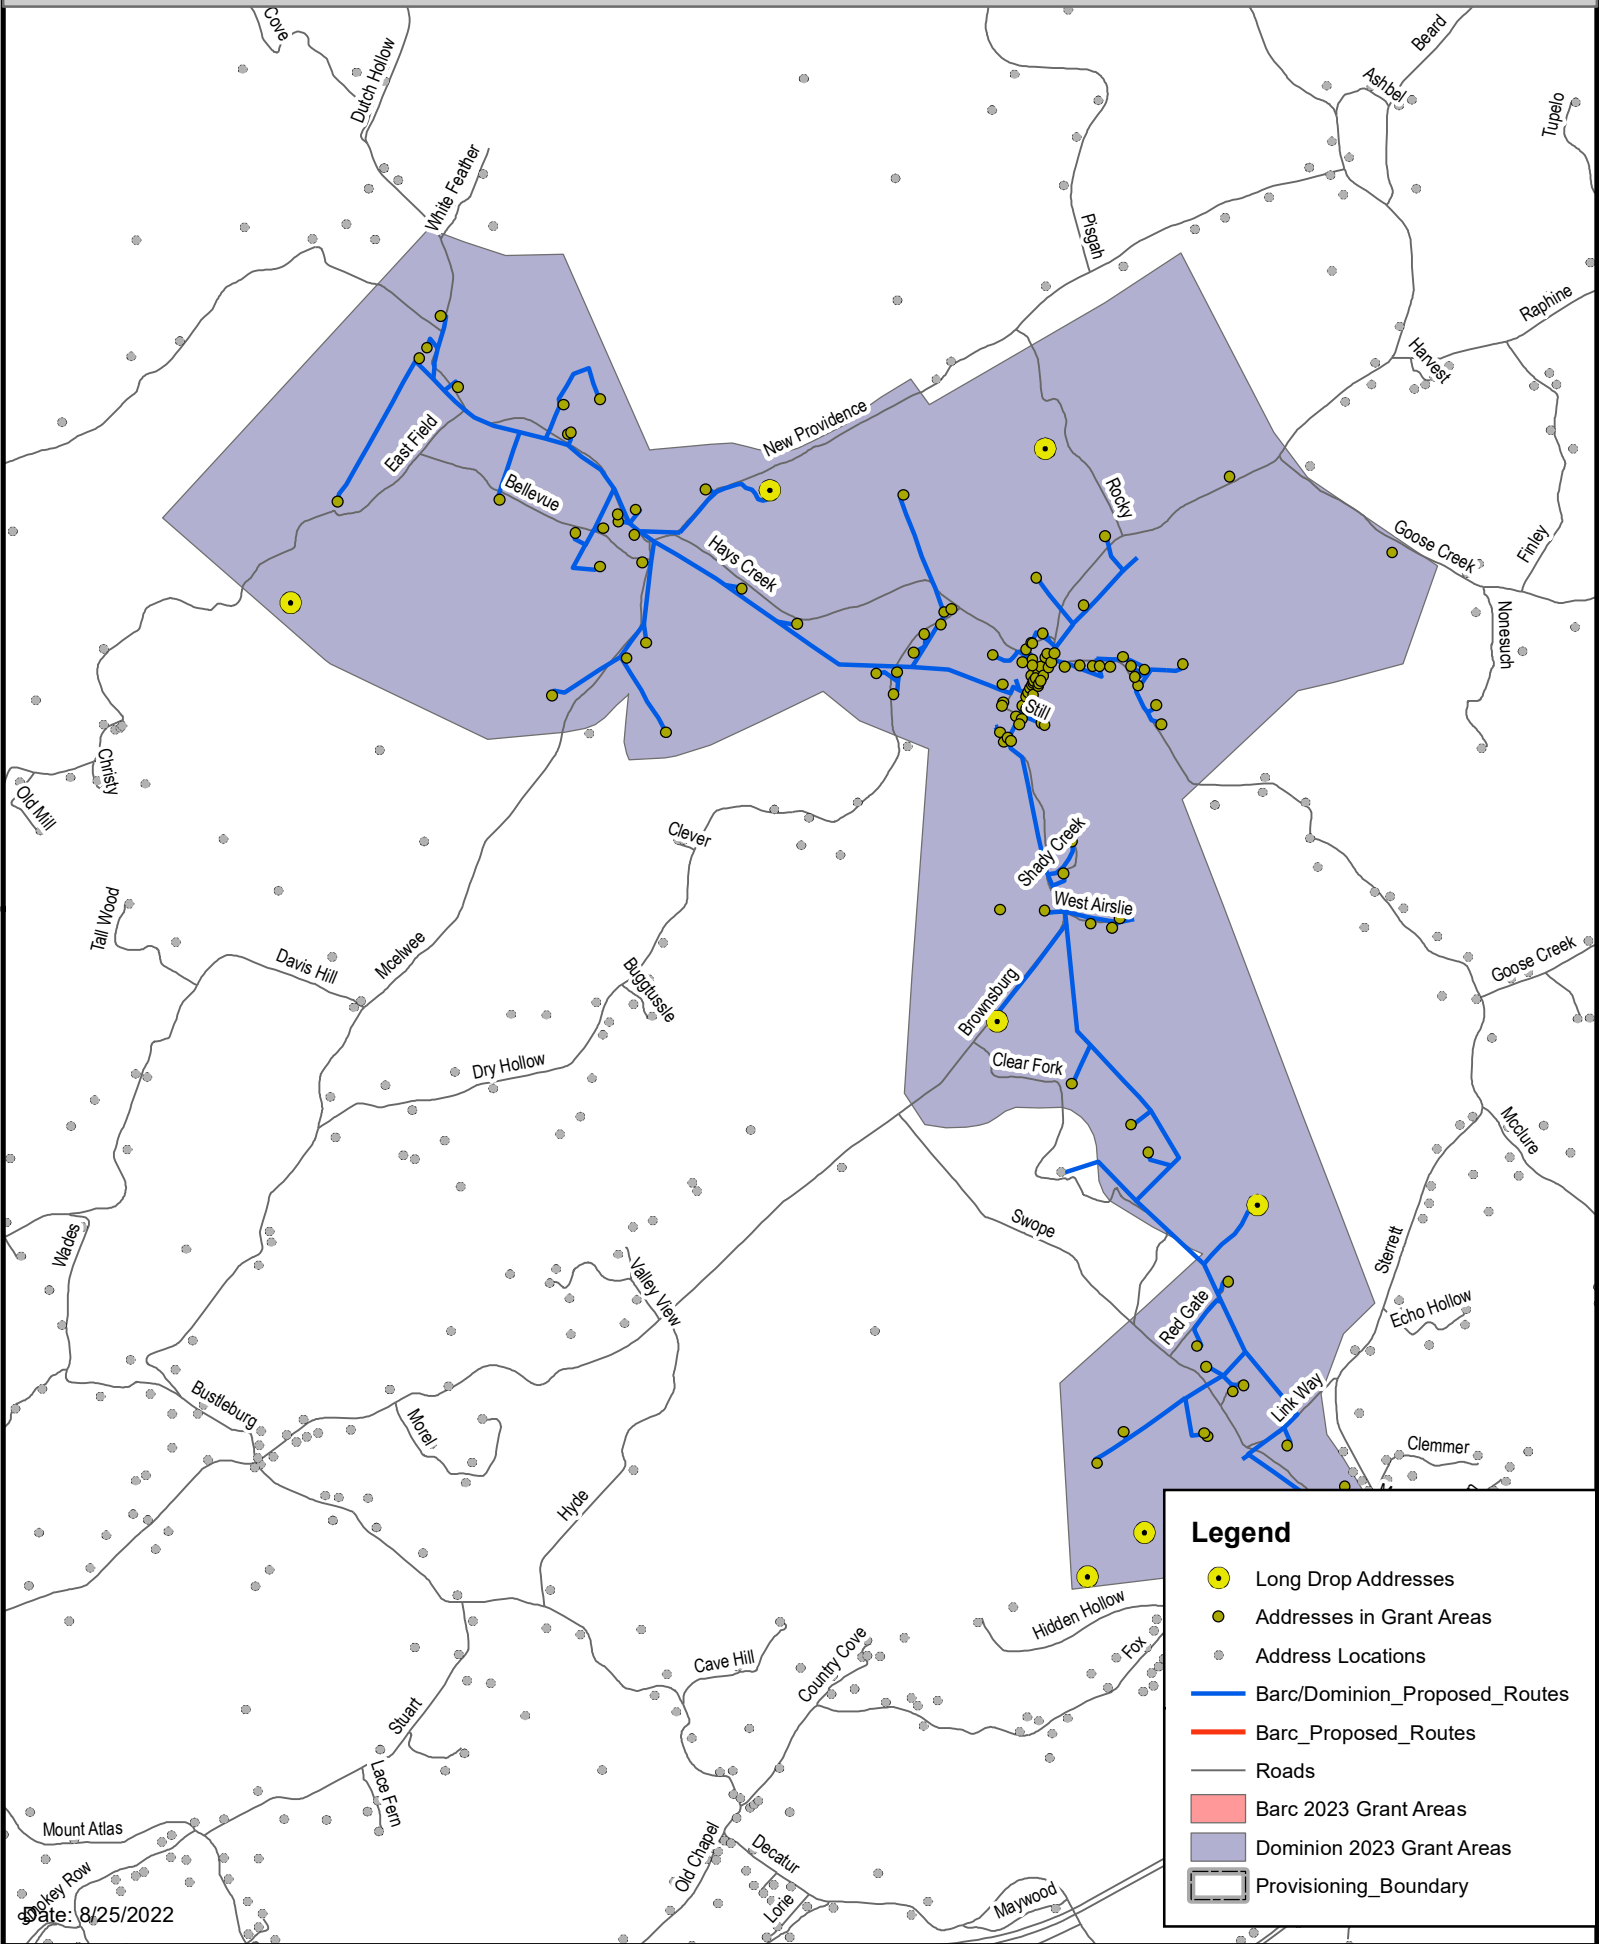 Cove
Dutch Hollow
White Feather
Beard
Ashbel
Tupelo
Pisgah
Raphine
Harvest
New Providence
East Field
Bellevue
Hays Creek
Rocky
Goose Creek
Finley
Nonesuch
Still
Christy
Old Mill
Clever
Shady Creek
West Airslie
Tall Wood
Davis Hill
Mcelwee
Buggtussle
Brownsburg
Goose Creek
Dry Hollow
Clear Fork
Mcclure
Wades
Swope
Sterrett
Valley View
Red Gate
Echo Hollow
Bustleburg
Morel
Link Way
Clemmer
Hyde
Hidden Hollow
Fox
Cave Hill
Country Cove
Stuart
Lace Fern
Mount Atlas
Old Chapel
Decatur
Lorie
Maywood
Smokey Row
Date: 8/25/2022
Legend
Long Drop Addresses
Addresses in Grant Areas
Address Locations
Barc/Dominion_Proposed_Routes
Barc_Proposed_Routes
Roads
Barc 2023 Grant Areas
Dominion 2023 Grant Areas
Provisioning_Boundary